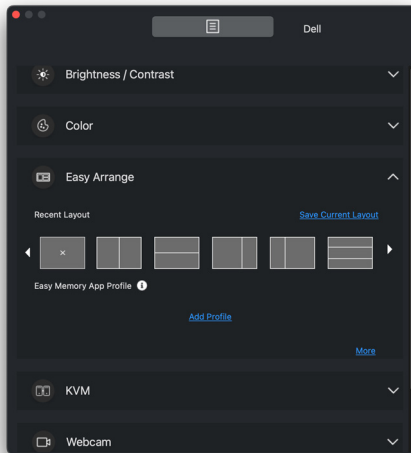 Dell
Brightness / Contrast
Color
Easy Arrange
Recent Layout
Save Current Layout
Easy Memory App Profile
Add Profile
More
KVM
Webcam